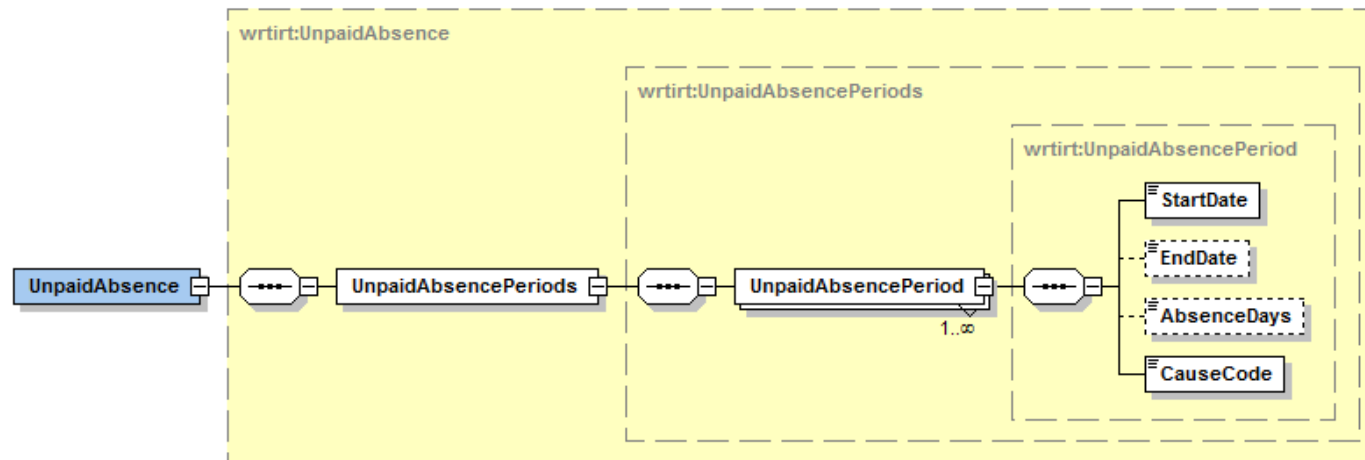 wrtirt:UnpaidAbsence
wrtirt:UnpaidAbsencePeriods
wrtirt:UnpaidAbsencePeriod
StartDate
EndDate
UnpaidAbsence
UnpaidAbsencePeriods
UnpaidAbsencePeriod
1..∞
AbsenceDays
CauseCode